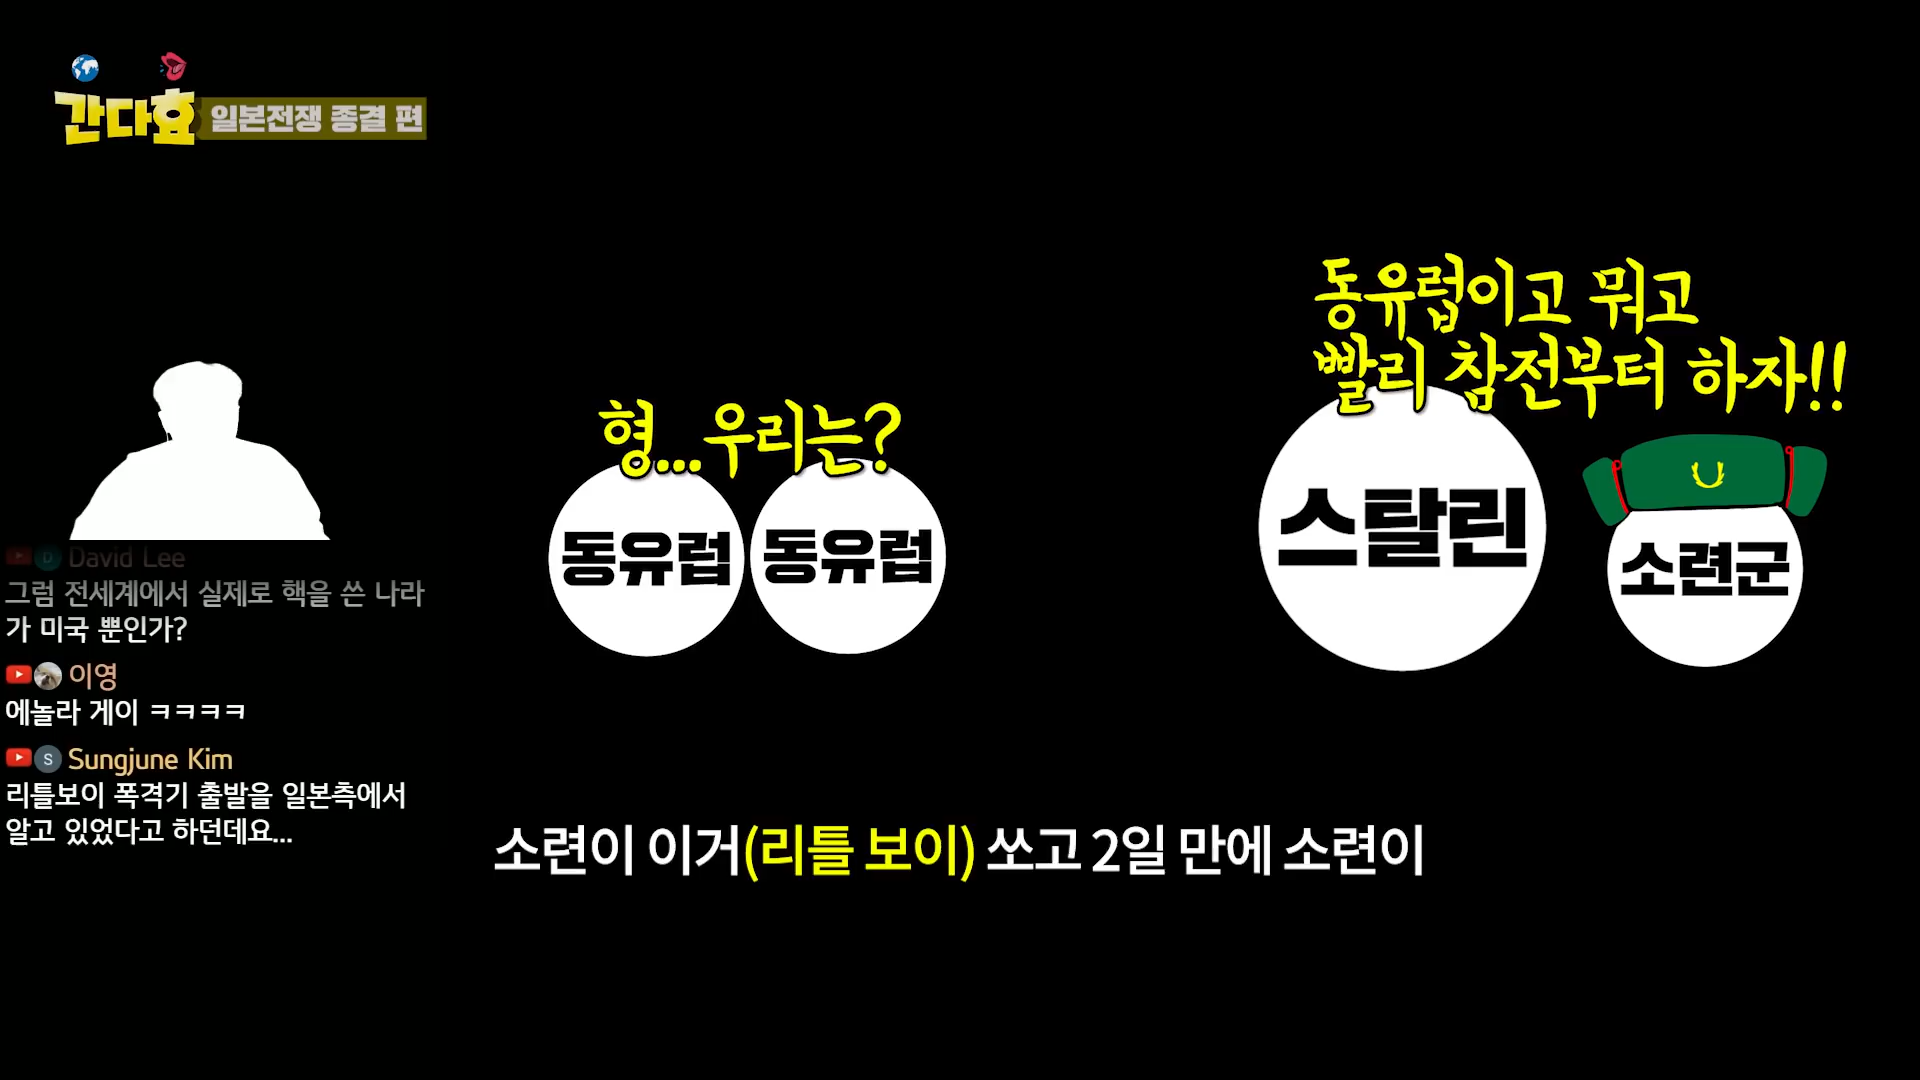 간다효
일본전쟁 종결 편
동유럽이고 뭐고
빨리 참전부터 하자!!
형...우리는?
동유럽
동유럽
스탈린
소련군
D David Lee
그럼 전세계에서 실제로 핵을 쓴 나라
가 미국 뿐인가?
이영
에놀라 게이 ㅋㅋㅋㅋ
S Sungjune Kim
리틀보이 폭격기 출발을 일본측에서
알고 있었다고 하던데요...
소련이 이거(리틀 보이) 쏘고 2일 만에 소련이